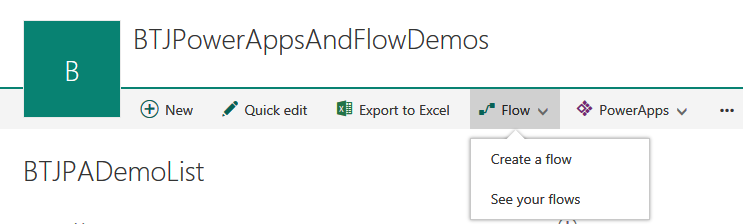 B
BTJPowerAppsAndFlowDemos
New Quick edit Export to Excel Flow PowerApps ...
Create a flow
See your flows
BTJPADemoList